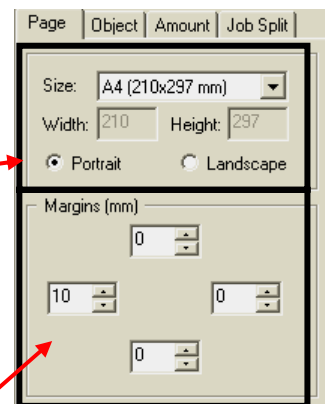 Page Object Amount Job Split
Size: A4 (210x297 mm)
Width: 210 Height: 297
Portrait Landscape
Margins (mm)
0
10 0
0